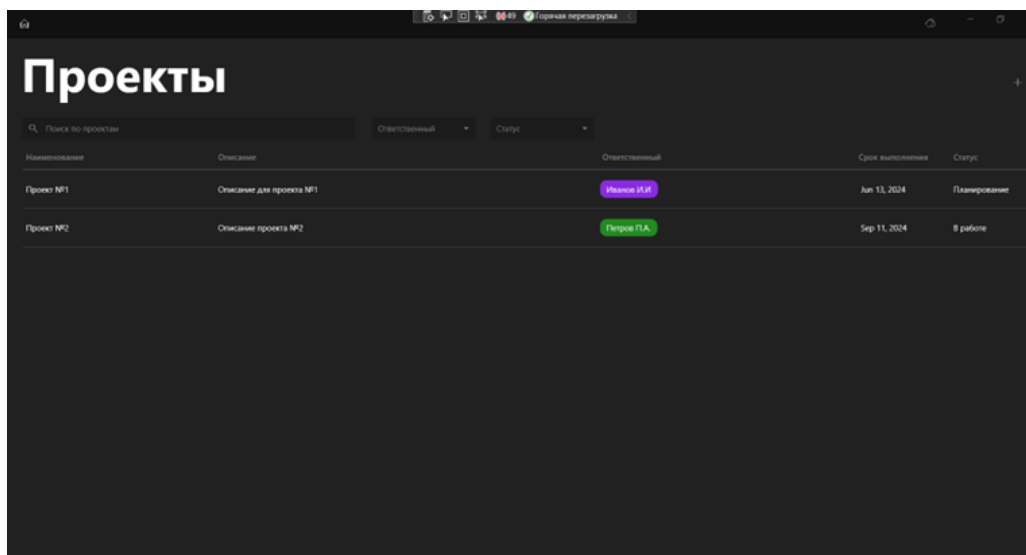 49 Горячая перезагрузка
Проекты
Поиск по проектам Ответственный Статус
Наименование Описание Ответственный Срок выполнения Статус
Проект №1 Описание для проекта №1 Иванов И.И Jun 13, 2024 Планирование
Проект №2 Описание проекта №2 Петров П.А. Sep 11, 2024 В работе